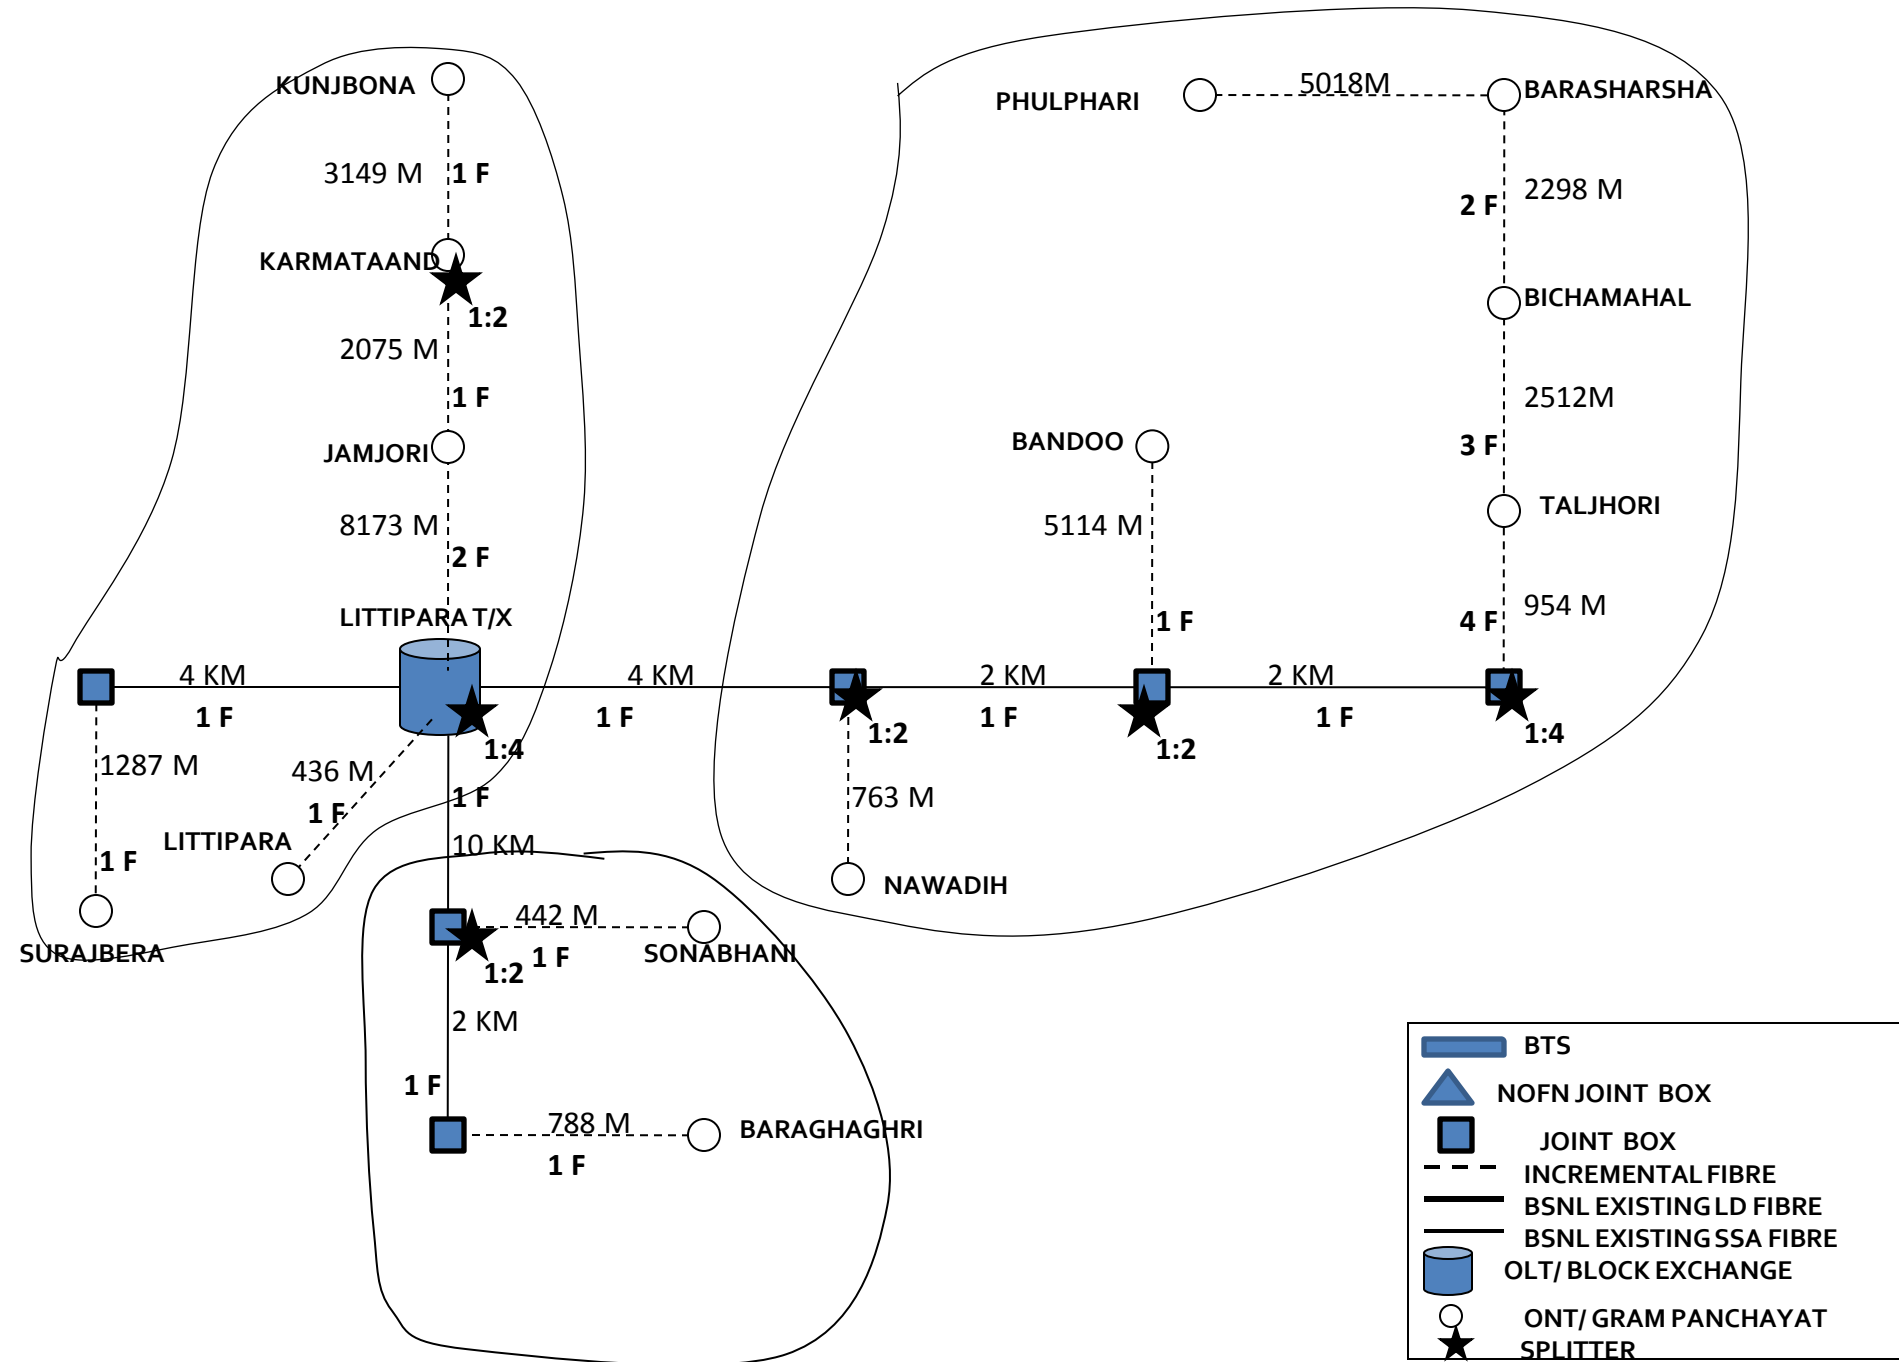 KUNJBONA
3149 M
1 F
KARMATAAND
1:2
2075 M
1 F
JAMJORI
8173 M
2 F
LITTIPARA T/X
4 KM
1 F
1:4
1287 M
1 F
SURAJBERA
436 M
1 F
LITTIPARA
1 F
10 KM
442 M
1 F
1:2
SONABHANI
2 KM
1 F
788 M
1 F
BARAGHAGHRI
4 KM
1 F
1:2
763 M
NAWADIH
2 KM
1 F
1:2
BANDOO
5114 M
1 F
2 KM
1 F
1:4
PHULPHARI
5018M
BARASHARSHA
2298 M
2 F
BICHAMAHAL
2512M
3 F
TALJHORI
954 M
4 F
BTS
NOFN JOINT BOX
JOINT BOX
INCREMENTAL FIBRE
BSNL EXISTING LD FIBRE
BSNL EXISTING SSA FIBRE
OLT/ BLOCK EXCHANGE
ONT/ GRAM PANCHAYAT
SPLITTER